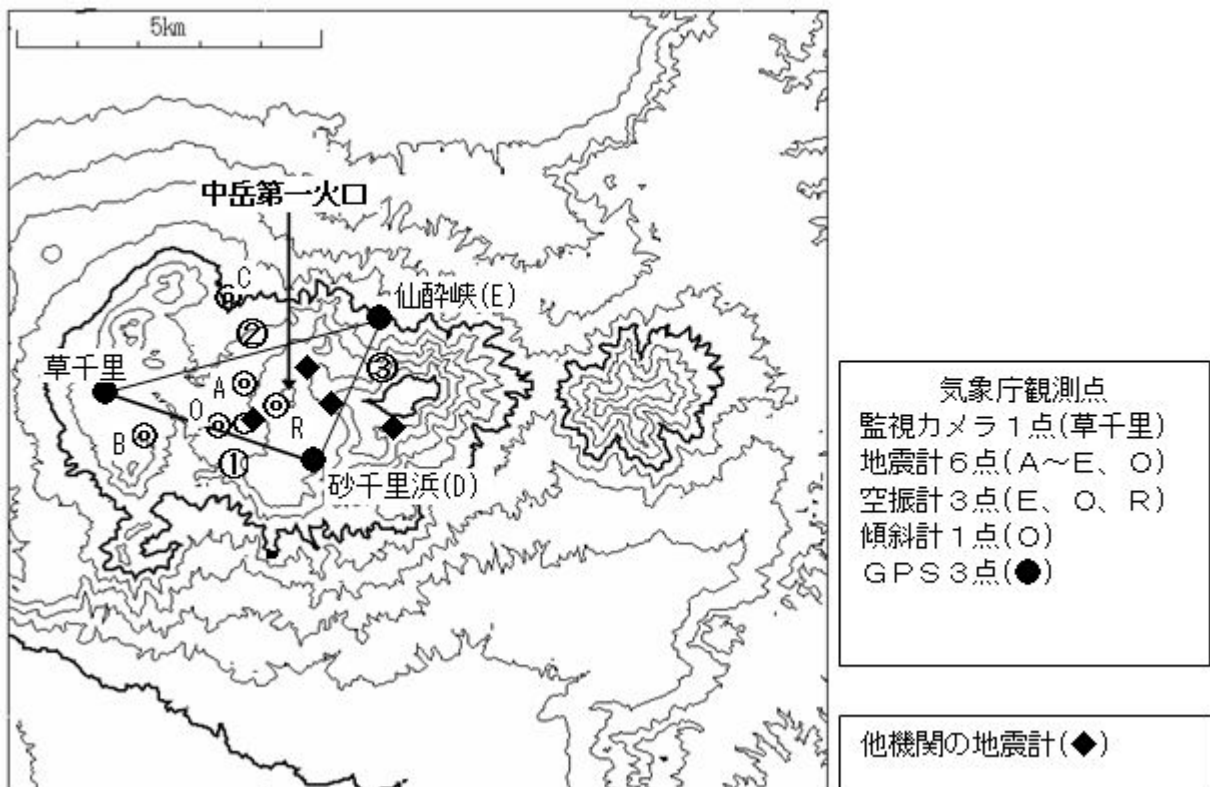 5km
中岳第一火口
C
仙酔峡(E)
②
③
草千里
A
O
R
B
①
砂千里浜(D)
気象庁観測点
監視カメラ1点(草千里)
地震計6点(A～E、O)
空振計3点(E、O、R)
傾斜計1点(O)
GPS3点(●)
他機関の地震計(◆)